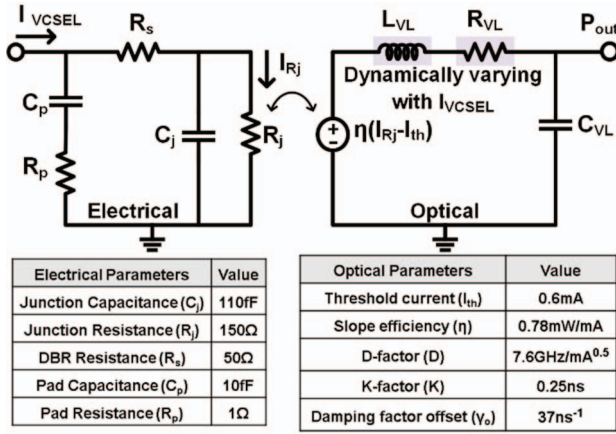 I VCSEL
Rs
LVL
RVL
Pout
IRj
Dynamically varying
with IVCSEL
Cp
Cj
Rj
η(IRj-Ith)
CVL
Rp
Electrical
Optical
Electrical Parameters Value
Junction Capacitance (Cj) 110fF
Junction Resistance (Rj) 150Ω
DBR Resistance (Rs) 50Ω
Pad Capacitance (Cp) 10fF
Pad Resistance (Rp) 1Ω
Optical Parameters Value
Threshold current (Ith) 0.6mA
Slope efficiency (η) 0.78mW/mA
D-factor (D) 7.6GHz/mA^0.5
K-factor (K) 0.25ns
Damping factor offset (γo) 37ns^-1